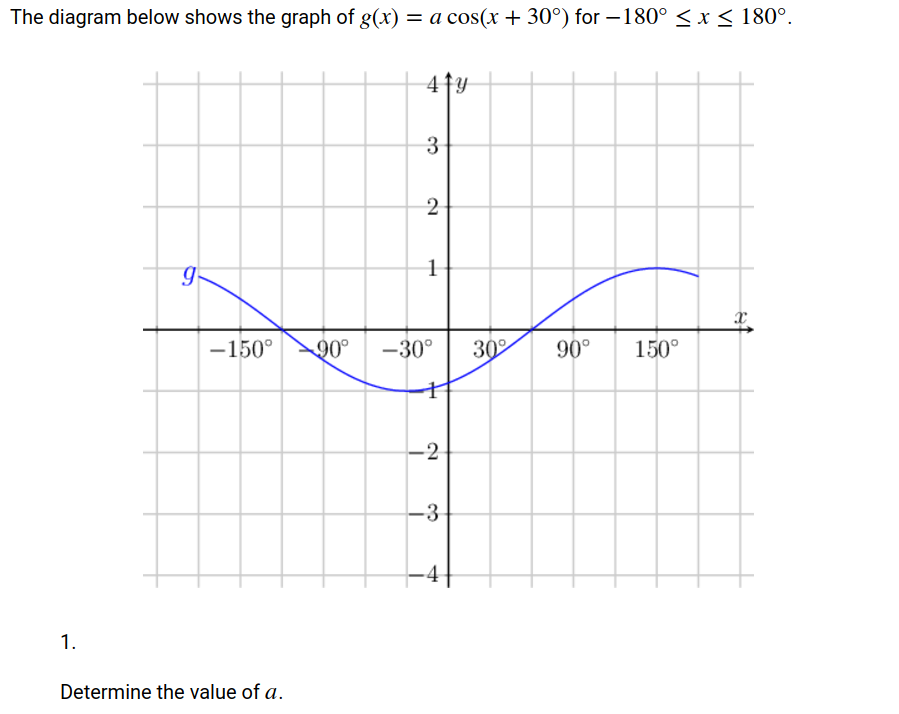 The diagram below shows the graph of g(x) = a cos(x + 30°) for −180° ≤ x ≤ 180°.
4 y
3
2
g 1
x
−150° −90° −30° 30° 90° 150°
−1
−2
−3
−4
1.
Determine the value of a.